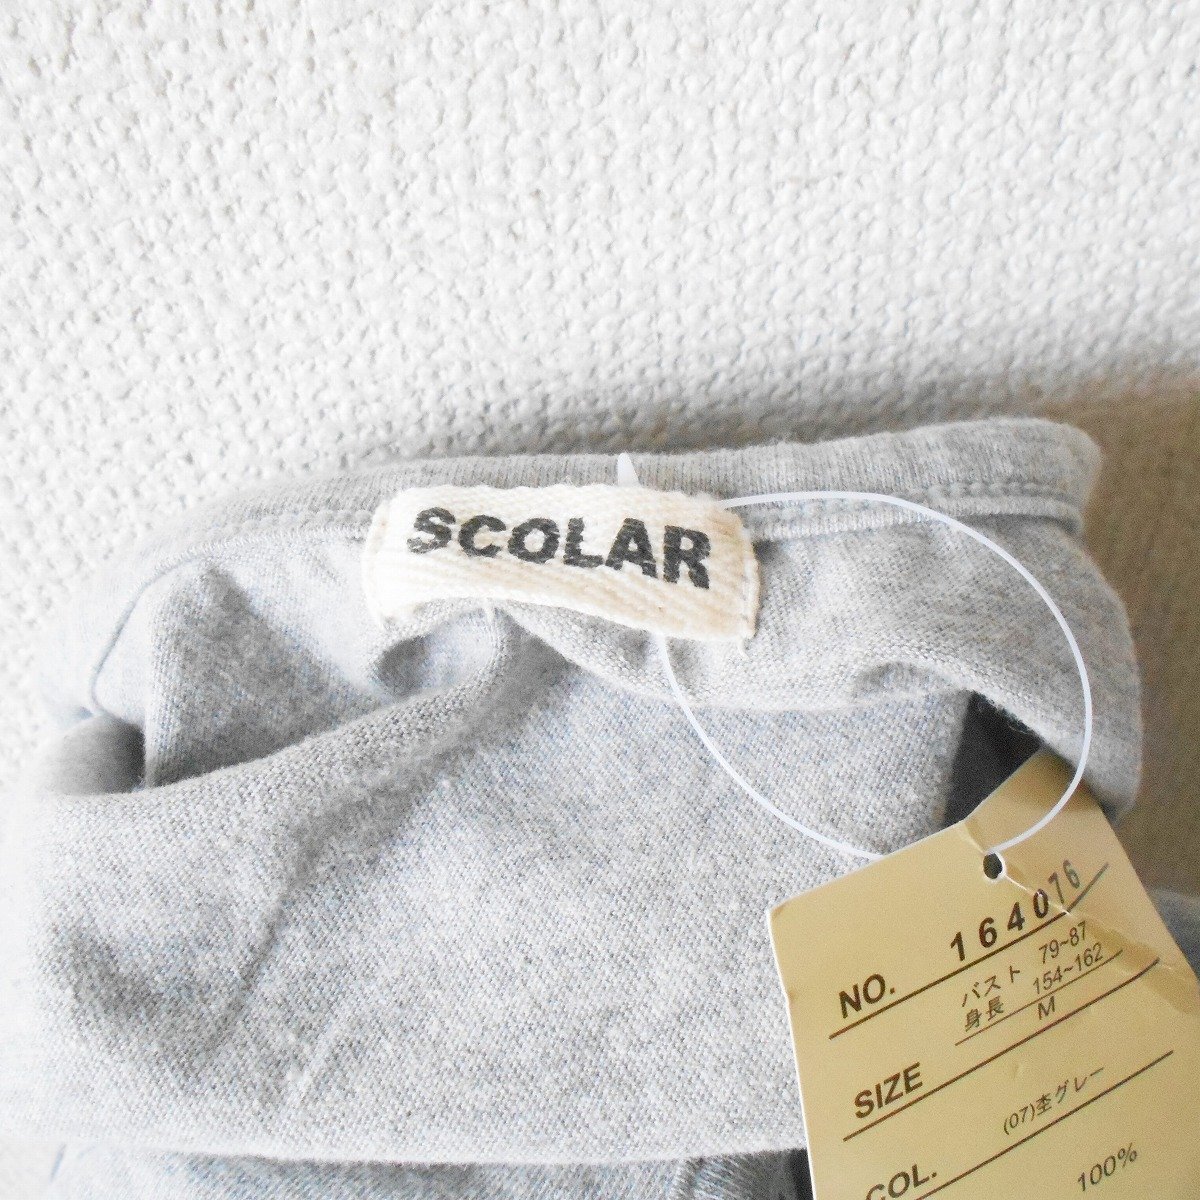 SCOLAR
NO. 164076
バスト 79~87
身長 154~162
SIZE M
COL. (07)杢グレー
100%